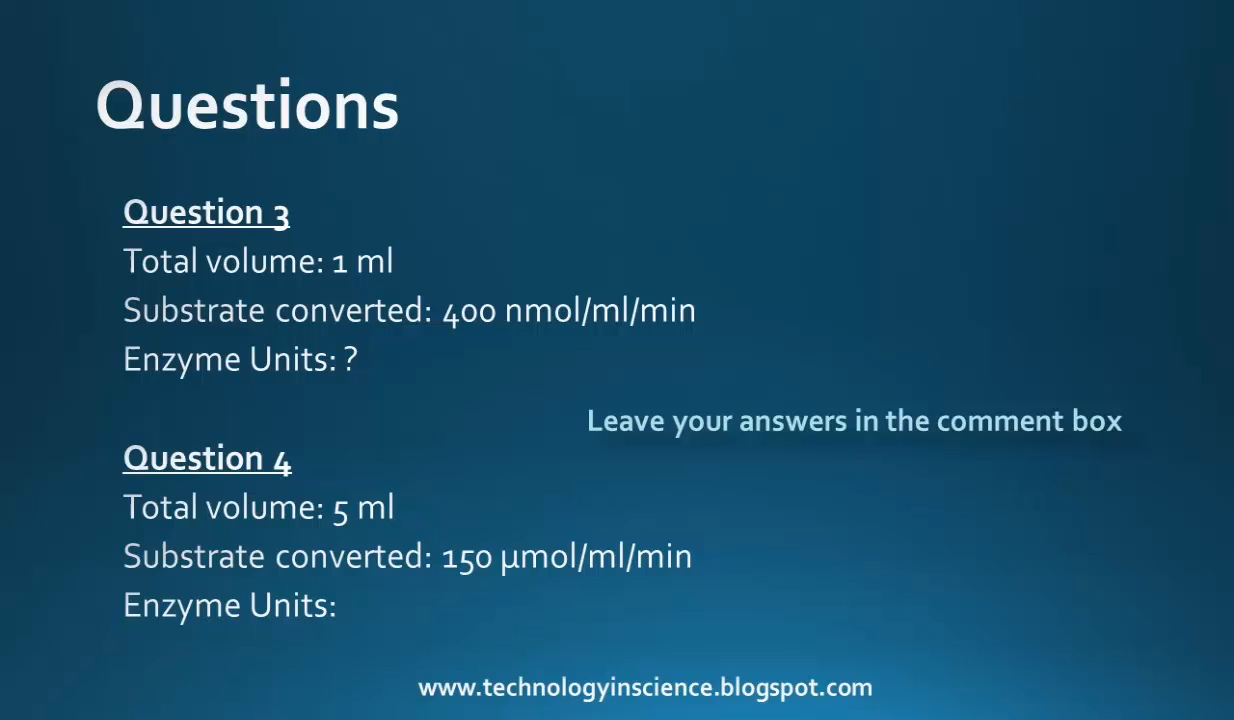 Questions
Question 3
Total volume: 1 ml
Substrate converted: 400 nmol/ml/min
Enzyme Units: ?
Leave your answers in the comment box
Question 4
Total volume: 5 ml
Substrate converted: 150 µmol/ml/min
Enzyme Units:
www.technologyinscience.blogspot.com